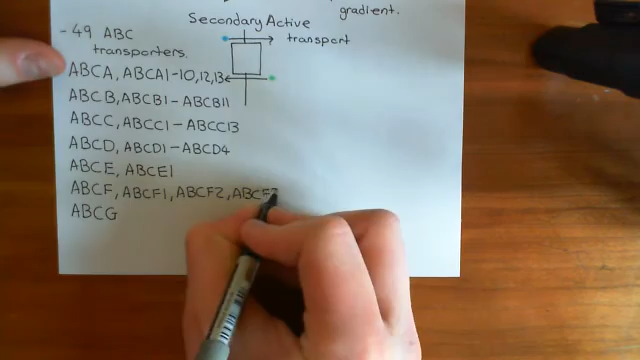 gradient.
Secondary Active
transport
-49 ABC
transporters.
ABCA, ABCA1-10,12,13
ABCB, ABCB1-ABCB11
ABCC, ABCC1-ABCC13
ABCD, ABCD1-ABCD4
ABCE, ABCE1
ABCF, ABCF1, ABCF2, ABCF3
ABCG